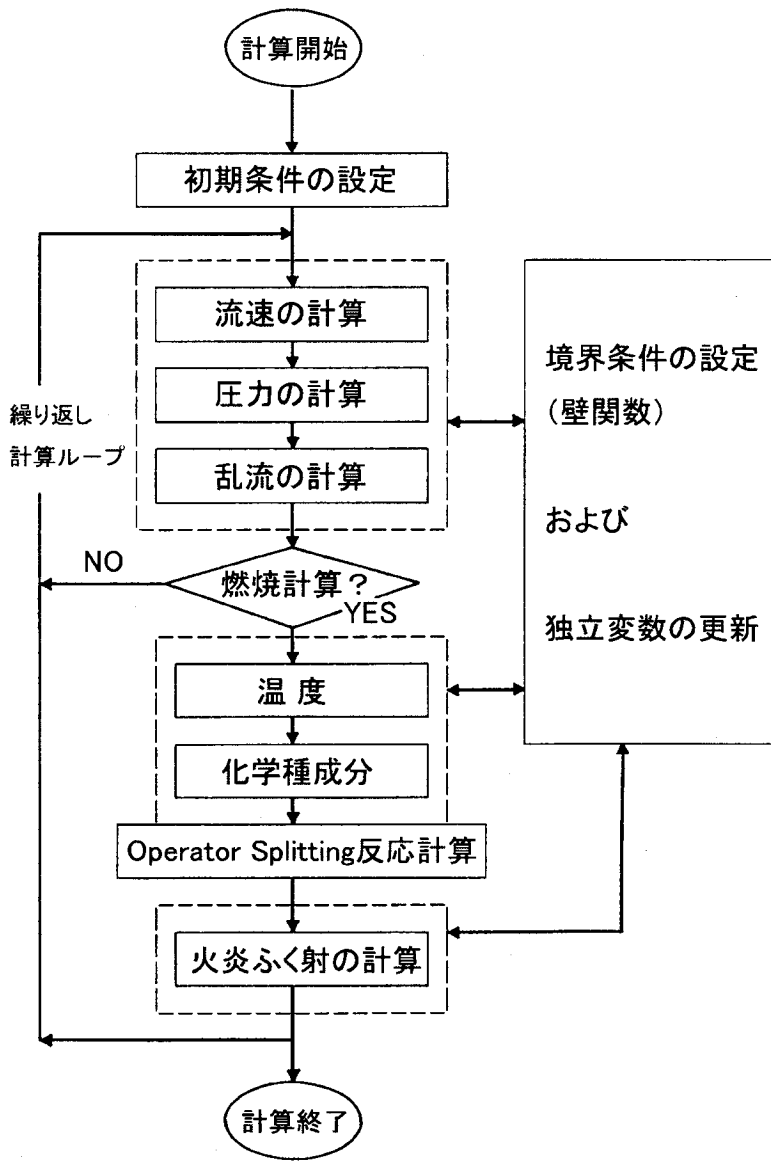 計算開始
初期条件の設定
流速の計算
圧力の計算
乱流の計算
繰り返し
計算ループ
境界条件の設定
(壁関数)
および
独立変数の更新
燃焼計算?
NO
YES
温 度
化学種成分
Operator Splitting反応計算
火炎ふく射の計算
計算終了